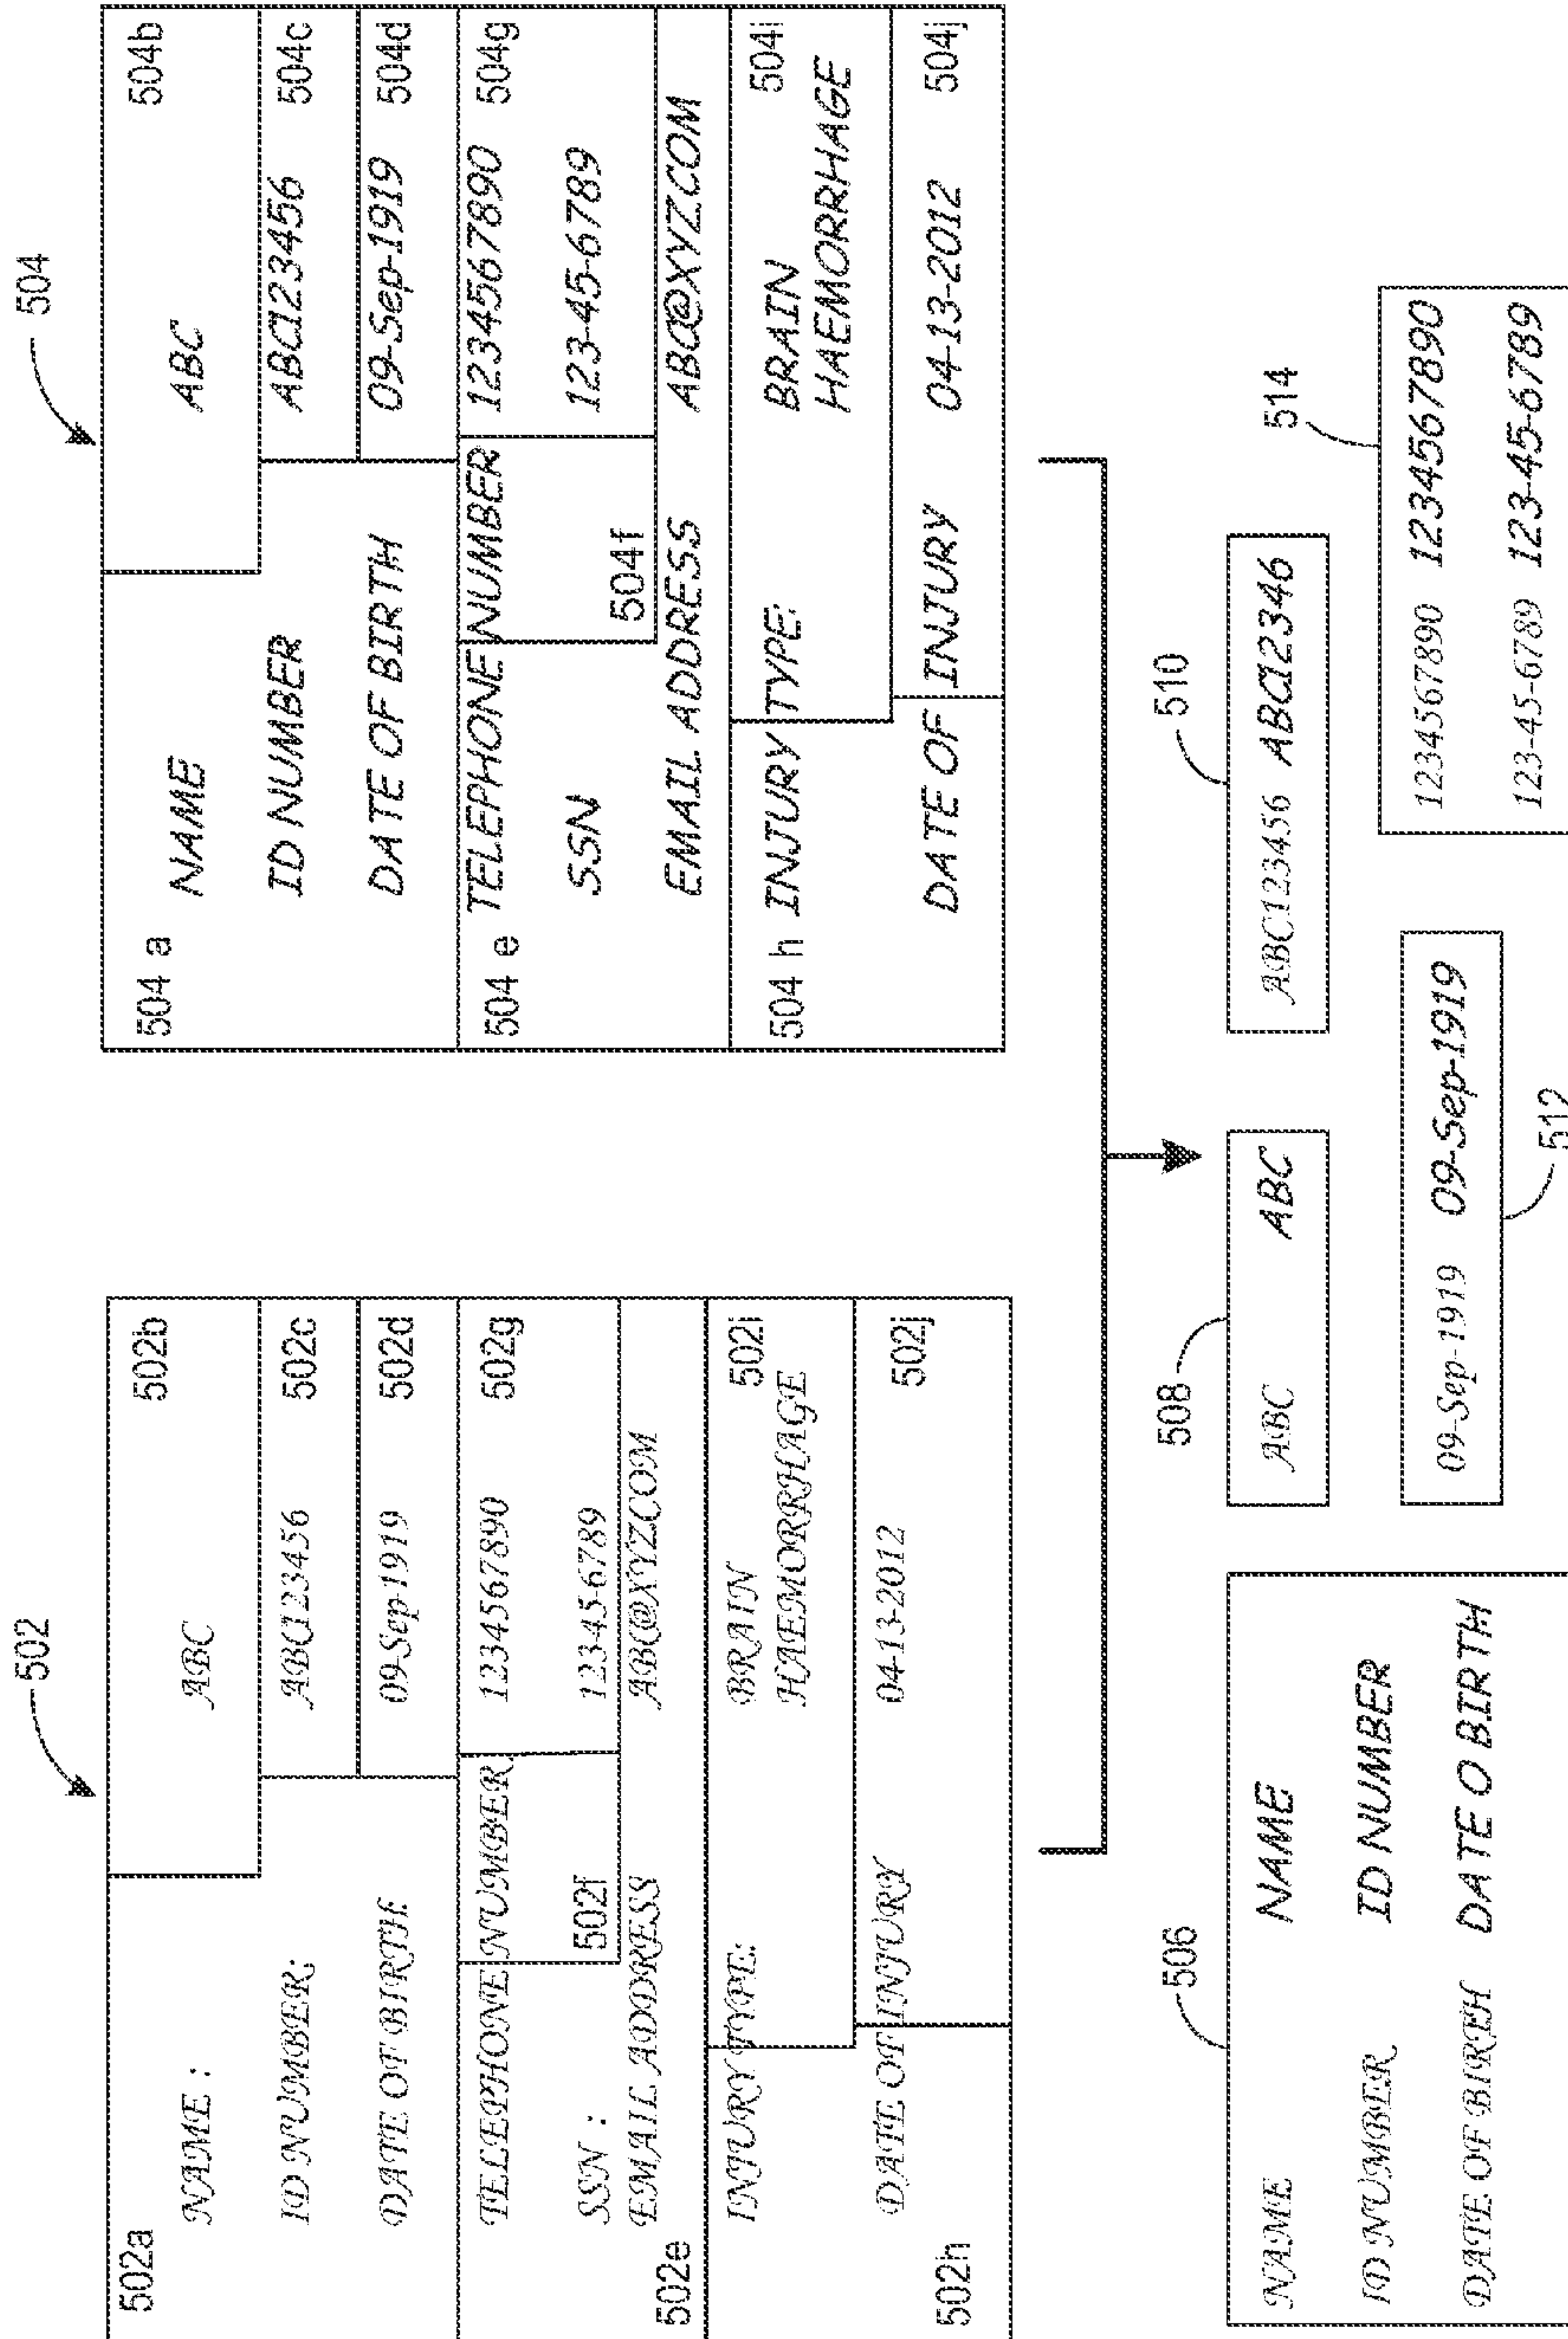 502
502a
502b
NAME :
ABC
ID NUMBER:
ABC123456
502c
DATE OF BIRTH:
09-Sep-1919
502d
TELEPHONE NUMBER
1234567890
502g
SSN :
502f
123-45-6789
502e
EMAIL ADDRESS
ABC@XYZ.COM
INJURY TYPE:
BRAIN
502i
HAEMORRHAGE
DATE OF INJURY
04-13-2012
502j
502h
504
504 a
504b
NAME
ABC
ID NUMBER
ABC123456
504c
DATE OF BIRTH
09-Sep-1919
504d
504 e
TELEPHONE NUMBER
1234567890
504g
SSN
504f
123-45-6789
EMAIL ADDRESS
ABC@XYZ.COM
504 h
INJURY TYPE:
BRAIN
504i
HAEMORRHAGE
DATE OF INJURY
04-13-2012
504j
506
NAME NAME
ID NUMBER ID NUMBER
DATE OF BIRTH DATE O BIRTH
508
ABC ABC
510
ABC123456 ABC12346
09-Sep-1919 09-Sep-1919
512
514
1234567890 1234567890
123-45-6789 123-45-6789